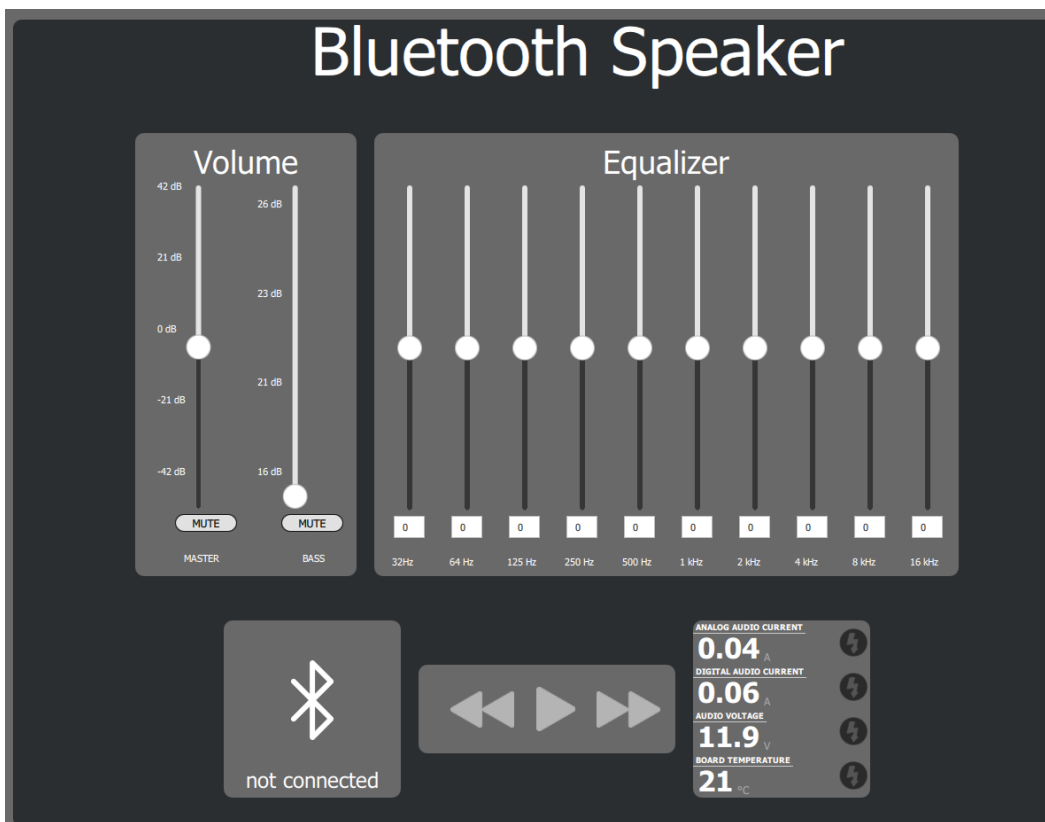 Bluetooth Speaker
Volume
42 dB
21 dB
0 dB
-21 dB
-42 dB
26 dB
23 dB
21 dB
16 dB
MUTE
MUTE
MASTER
BASS
Equalizer
0 0 0 0 0 0 0 0 0 0
32Hz 64 Hz 125 Hz 250 Hz 500 Hz 1 kHz 2 kHz 4 kHz 8 kHz 16 kHz
not connected
ANALOG AUDIO CURRENT
0.04 A
DIGITAL AUDIO CURRENT
0.06 A
AUDIO VOLTAGE
11.9 V
BOARD TEMPERATURE
21 °C